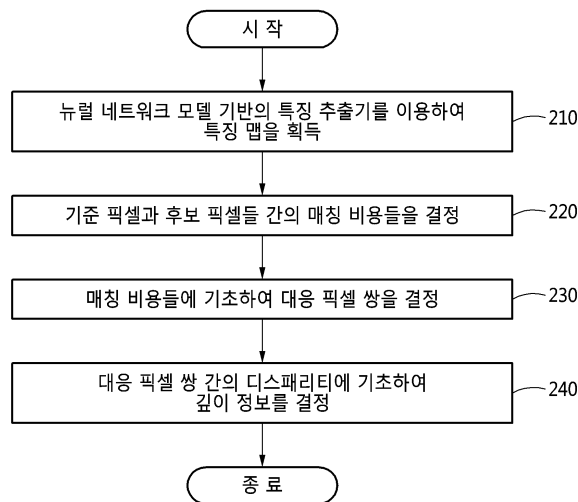 시 작
뉴럴 네트워크 모델 기반의 특징 추출기를 이용하여
특징 맵을 획득
210
기준 픽셀과 후보 픽셀들 간의 매칭 비용들을 결정
220
매칭 비용들에 기초하여 대응 픽셀 쌍을 결정
230
대응 픽셀 쌍 간의 디스패리티에 기초하여
깊이 정보를 결정
240
종 료